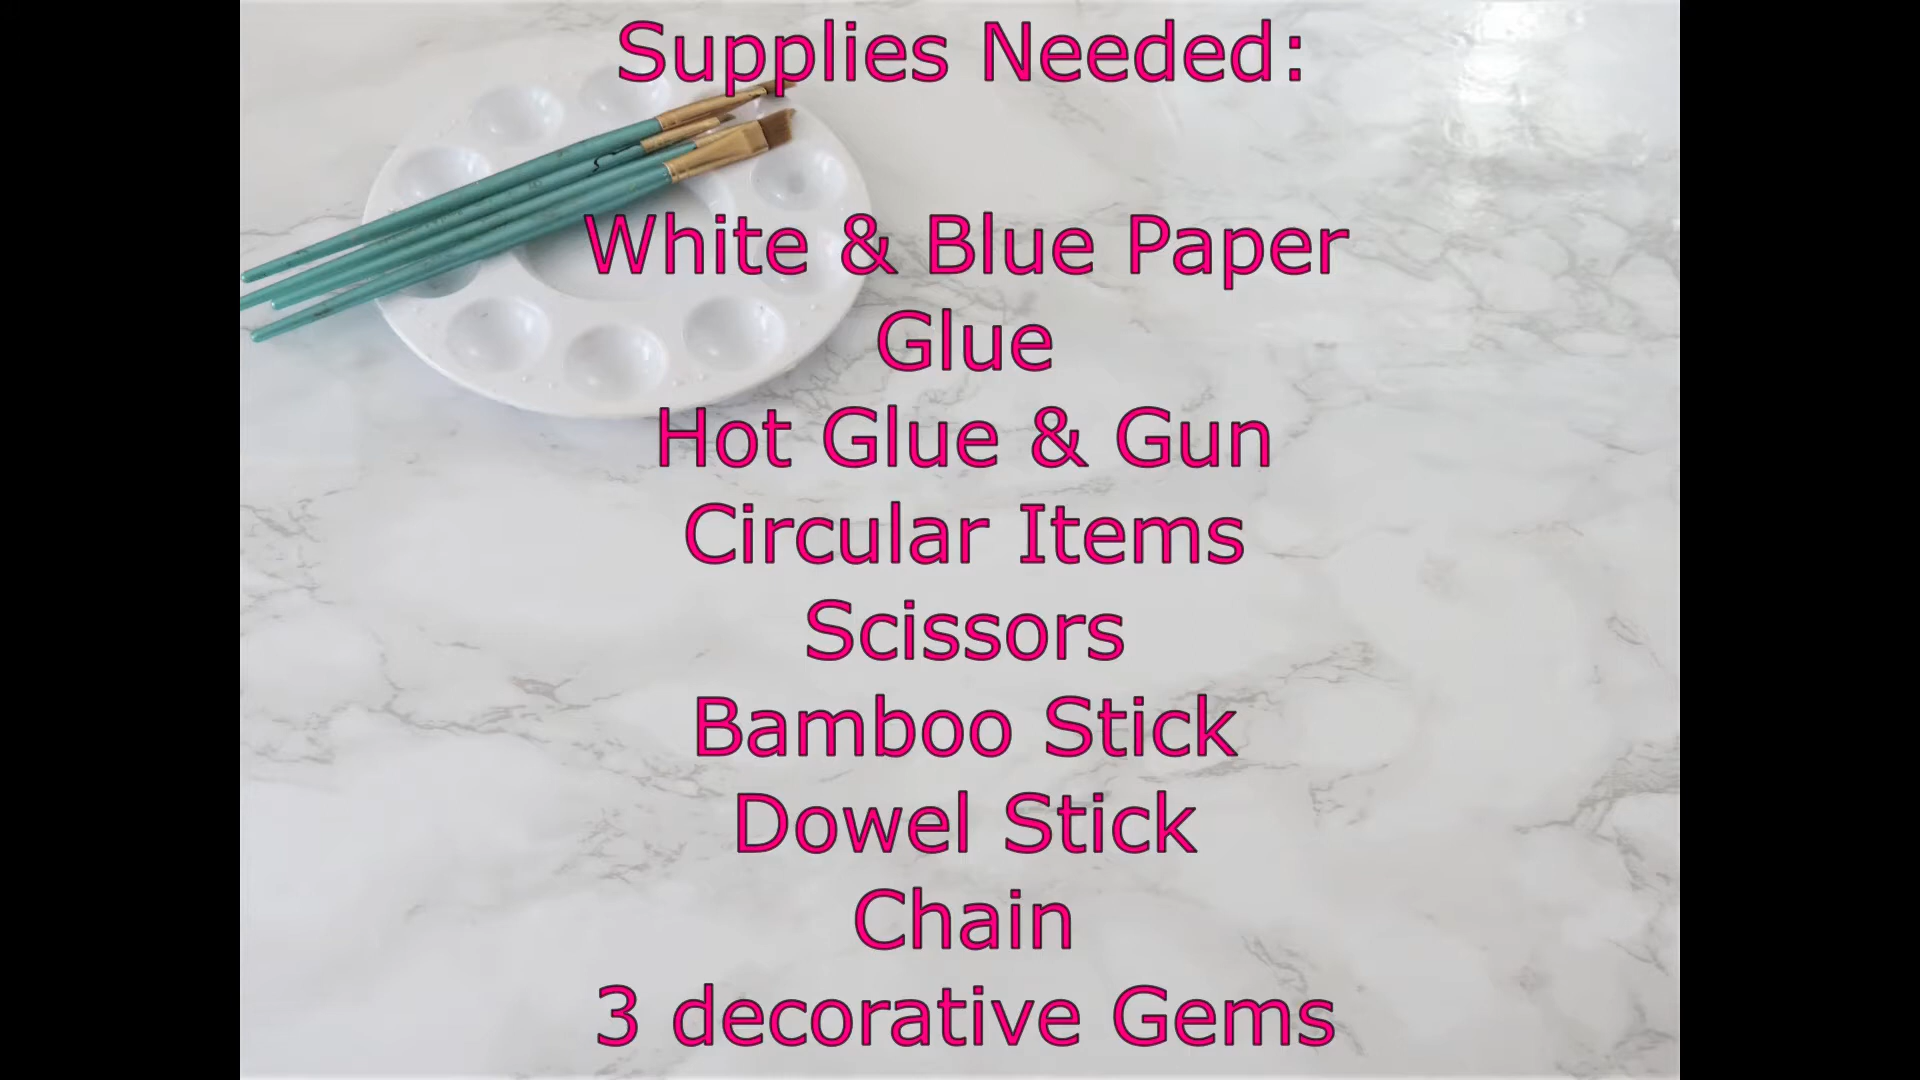 Supplies Needed:
White & Blue Paper
Glue
Hot Glue & Gun
Circular Items
Scissors
Bamboo Stick
Dowel Stick
Chain
3 decorative Gems